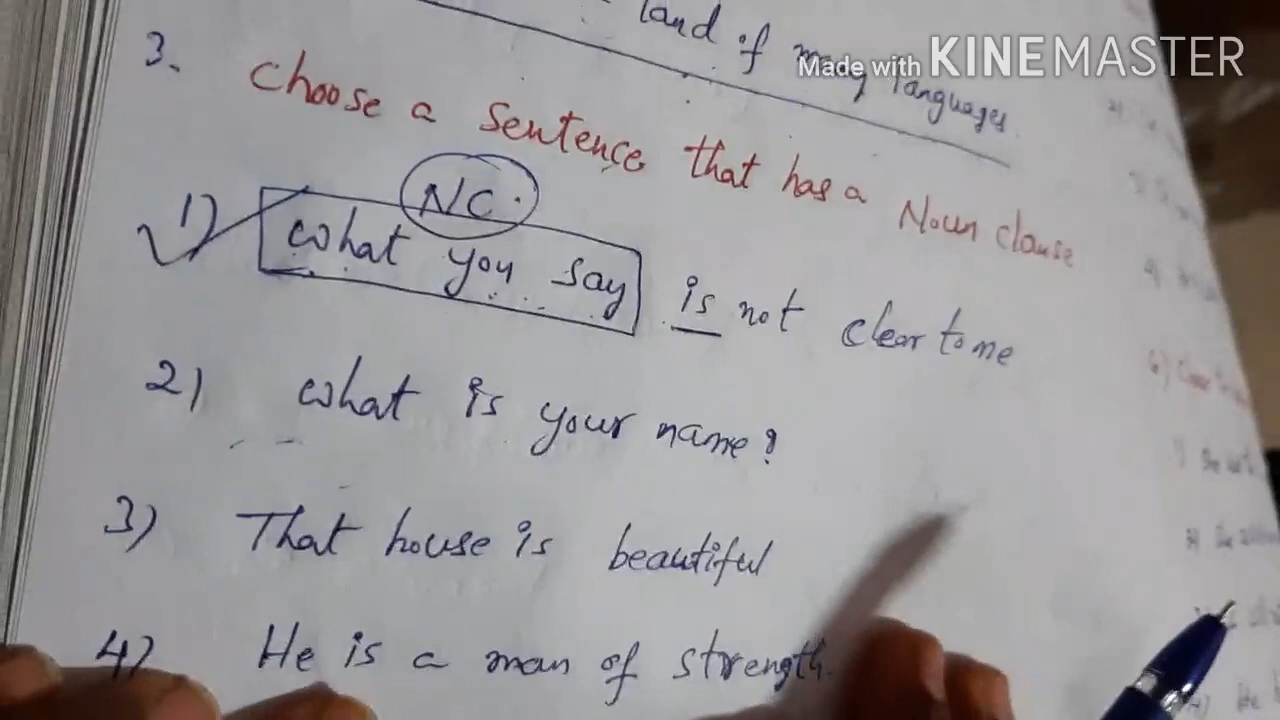 land of many languages.
Made with KINEMASTER
3. Choose a Sentence that has a Noun clause
NC.
1) What you say is not clear to me
2) What is your name?
3) That house is beautiful
4) He is a man of strength.